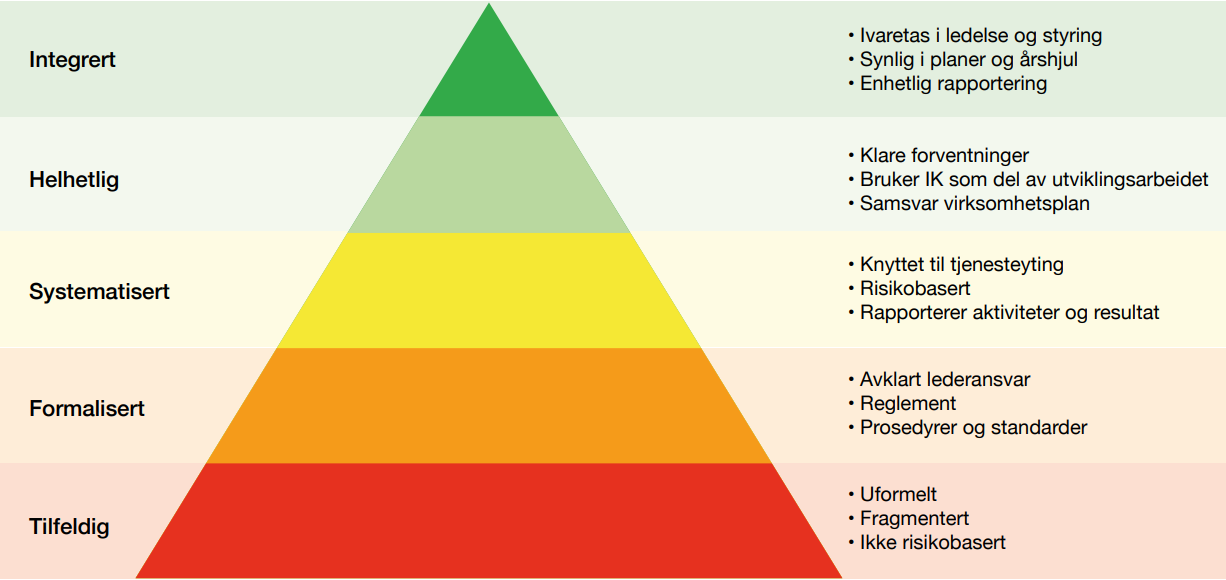 Integrert
• Ivaretas i ledelse og styring
• Synlig i planer og årshjul
• Enhetlig rapportering
Helhetlig
• Klare forventninger
• Bruker IK som del av utviklingsarbeidet
• Samsvar virksomhetsplan
Systematisert
• Knyttet til tjenesteyting
• Risikobasert
• Rapporterer aktiviteter og resultat
Formalisert
• Avklart lederansvar
• Reglement
• Prosedyrer og standarder
Tilfeldig
• Uformelt
• Fragmentert
• Ikke risikobasert